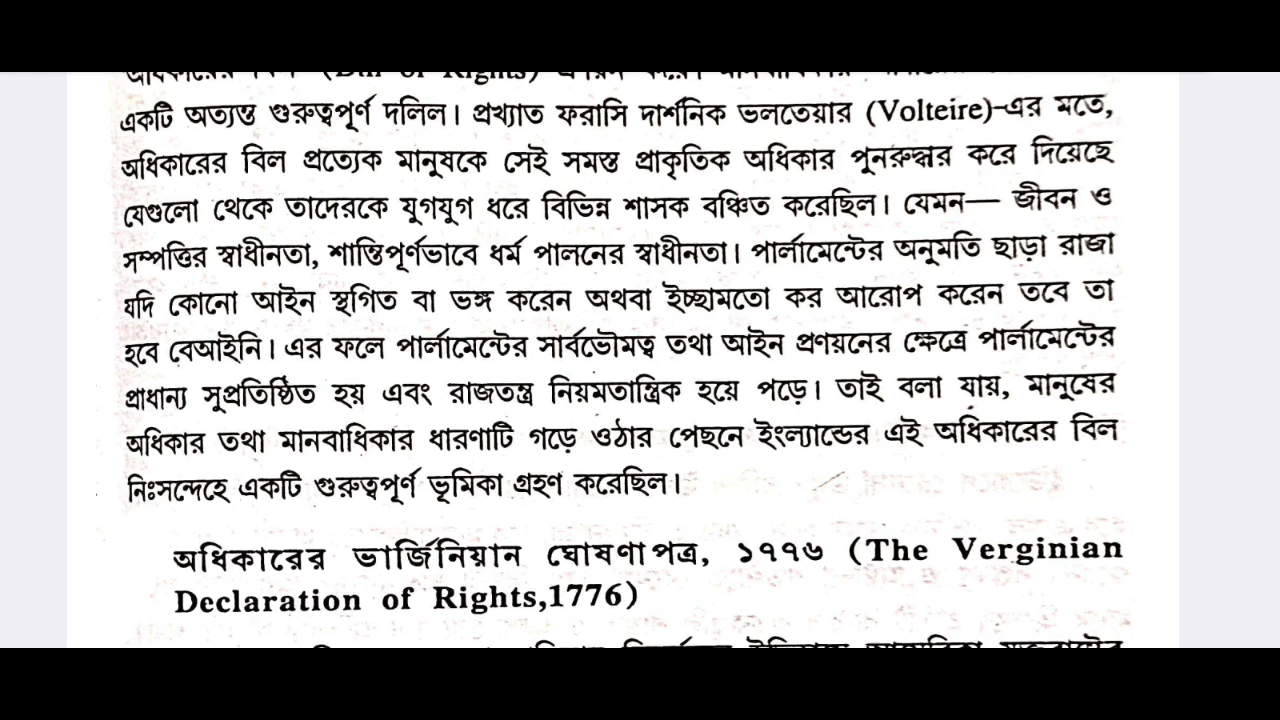 অধিকারের বিল (Bill of Rights)
একটি অত্যন্ত গুরুত্বপূর্ণ দলিল। প্রখ্যাত ফরাসি দার্শনিক ভলতেয়ার (Volteire)-এর মতে,
অধিকারের বিল প্রত্যেক মানুষকে সেই সমস্ত প্রাকৃতিক অধিকার পুনরুদ্ধার করে দিয়েছে
যেগুলো থেকে তাদেরকে যুগযুগ ধরে বিভিন্ন শাসক বঞ্চিত করেছিল। যেমন— জীবন ও
সম্পত্তির স্বাধীনতা, শান্তিপূর্ণভাবে ধর্ম পালনের স্বাধীনতা। পার্লামেন্টের অনুমতি ছাড়া রাজা
যদি কোনো আইন স্থগিত বা ভঙ্গ করেন অথবা ইচ্ছামতো কর আরোপ করেন তবে তা
হবে বেআইনি। এর ফলে পার্লামেন্টের সার্বভৌমত্ব তথা আইন প্রণয়নের ক্ষেত্রে পার্লামেন্টের
প্রাধান্য সুপ্রতিষ্ঠিত হয় এবং রাজতন্ত্র নিয়মতান্ত্রিক হয়ে পড়ে। তাই বলা যায়, মানুষের
অধিকার তথা মানবাধিকার ধারণাটি গড়ে ওঠার পেছনে ইংল্যান্ডের এই অধিকারের বিল
নিঃসন্দেহে একটি গুরুত্বপূর্ণ ভূমিকা গ্রহণ করেছিল।
অধিকারের ভার্জিনিয়ান ঘোষণাপত্র, ১৭৭৬ (The Verginian
Declaration of Rights,1776)